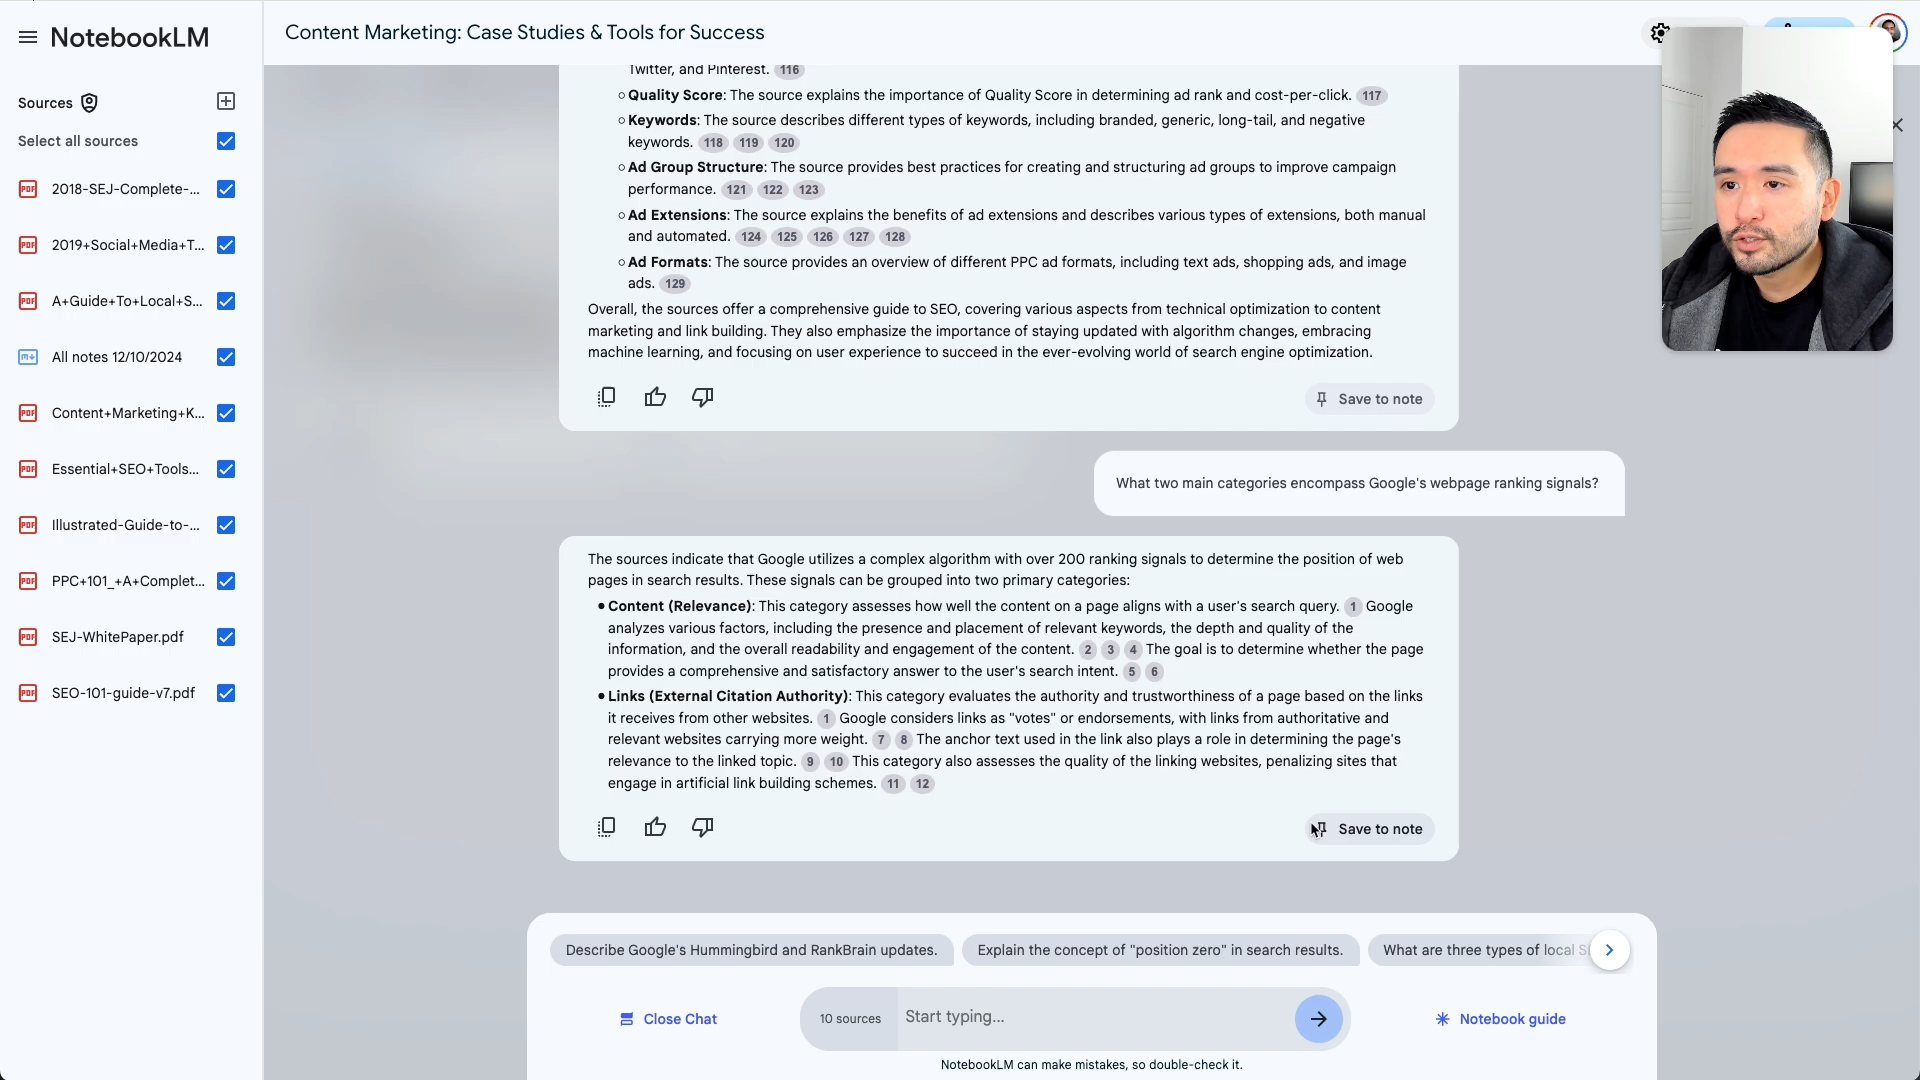 NotebookLM
Content Marketing: Case Studies & Tools for Success
Sources
Select all sources
2018-SEJ-Complete-...
2019+Social+Media+T...
A+Guide+To+Local+S...
All notes 12/10/2024
Content+Marketing+K...
Essential+SEO+Tools...
Illustrated-Guide-to-...
PPC+101_+A+Complet...
SEJ-WhitePaper.pdf
SEO-101-guide-v7.pdf
Twitter, and Pinterest. 116
Quality Score: The source explains the importance of Quality Score in determining ad rank and cost-per-click. 117
Keywords: The source describes different types of keywords, including branded, generic, long-tail, and negative
keywords. 118 119 120
Ad Group Structure: The source provides best practices for creating and structuring ad groups to improve campaign
performance. 121 122 123
Ad Extensions: The source explains the benefits of ad extensions and describes various types of extensions, both manual
and automated. 124 125 126 127 128
Ad Formats: The source provides an overview of different PPC ad formats, including text ads, shopping ads, and image
ads. 129
Overall, the sources offer a comprehensive guide to SEO, covering various aspects from technical optimization to content
marketing and link building. They also emphasize the importance of staying updated with algorithm changes, embracing
machine learning, and focusing on user experience to succeed in the ever-evolving world of search engine optimization.
Save to note
What two main categories encompass Google's webpage ranking signals?
The sources indicate that Google utilizes a complex algorithm with over 200 ranking signals to determine the position of web
pages in search results. These signals can be grouped into two primary categories:
Content (Relevance): This category assesses how well the content on a page aligns with a user's search query. 1 Google
analyzes various factors, including the presence and placement of relevant keywords, the depth and quality of the
information, and the overall readability and engagement of the content. 2 3 4 The goal is to determine whether the page
provides a comprehensive and satisfactory answer to the user's search intent. 5 6
Links (External Citation Authority): This category evaluates the authority and trustworthiness of a page based on the links
it receives from other websites. 1 Google considers links as "votes" or endorsements, with links from authoritative and
relevant websites carrying more weight. 7 8 The anchor text used in the link also plays a role in determining the page's
relevance to the linked topic. 9 10 This category also assesses the quality of the linking websites, penalizing sites that
engage in artificial link building schemes. 11 12
Save to note
Describe Google's Hummingbird and RankBrain updates.
Explain the concept of "position zero" in search results.
What are three types of local S
Close Chat
10 sources
Start typing...
Notebook guide
NotebookLM can make mistakes, so double-check it.